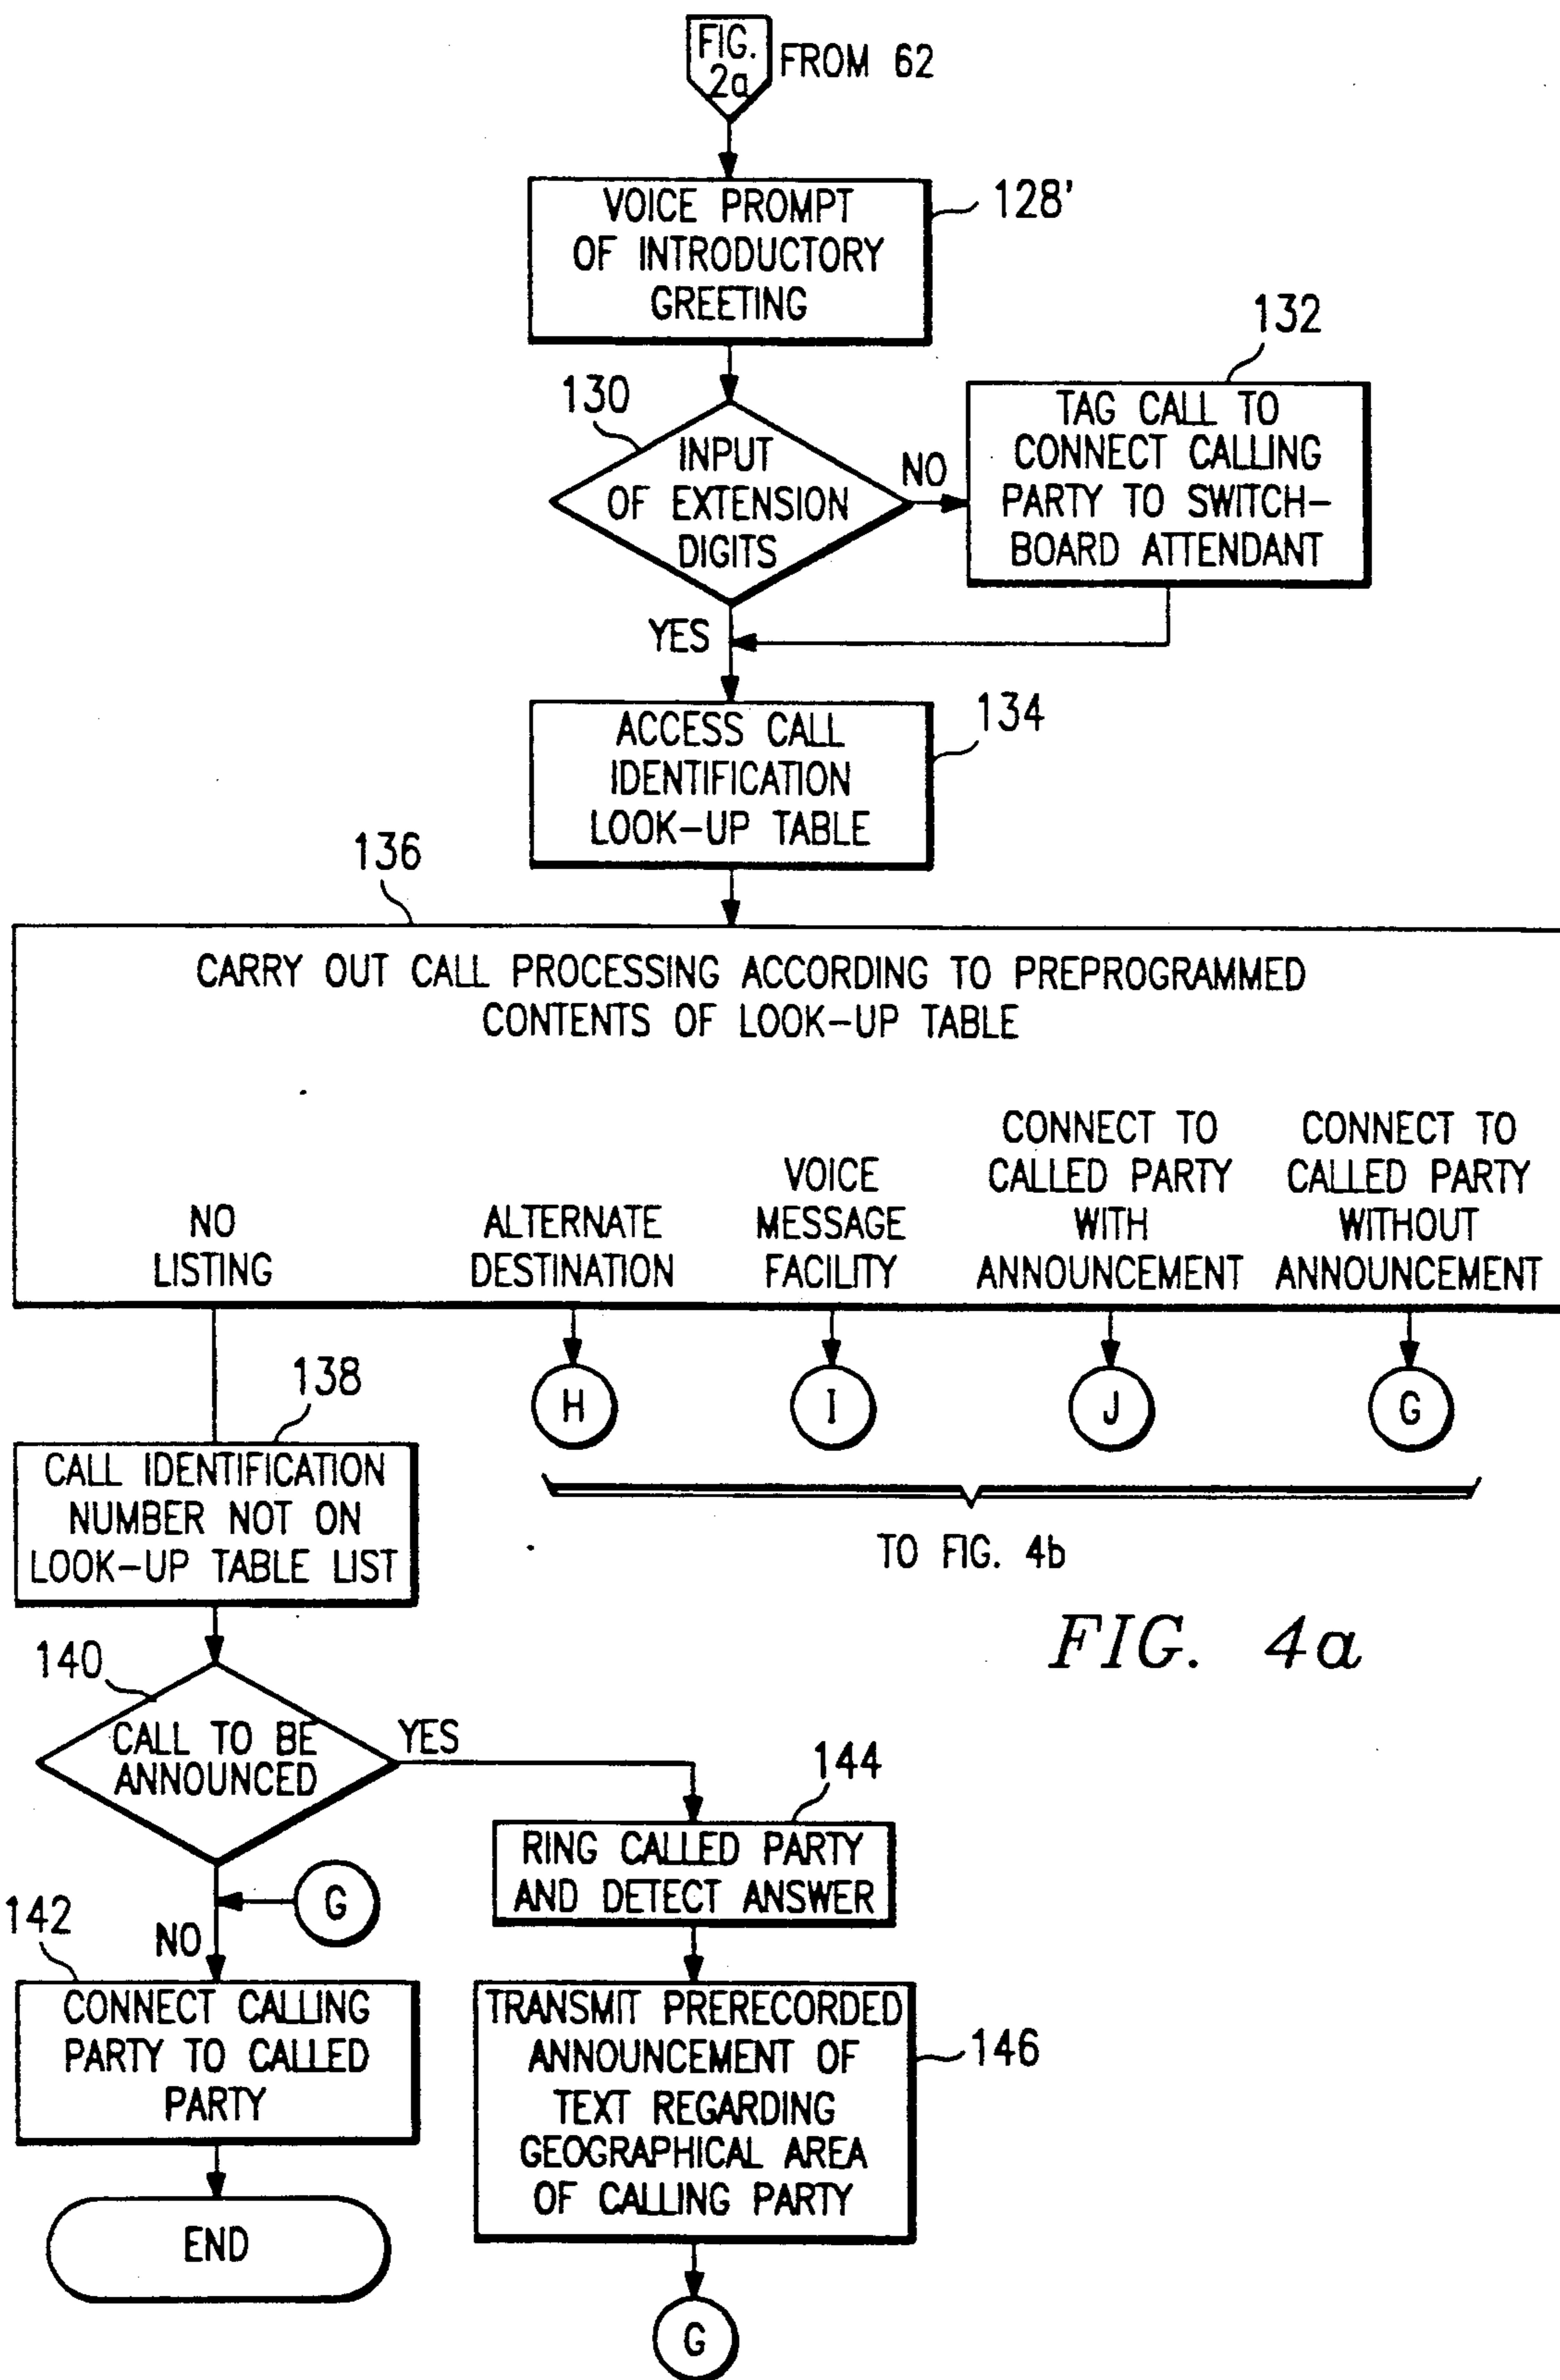 FIG.
2a
FROM 62
VOICE PROMPT
OF INTRODUCTORY
GREETING
128'
130
INPUT
OF EXTENSION
DIGITS
NO
132
TAG CALL TO
CONNECT CALLING
PARTY TO SWITCH-
BOARD ATTENDANT
YES
134
ACCESS CALL
IDENTIFICATION
LOOK-UP TABLE
136
CARRY OUT CALL PROCESSING ACCORDING TO PREPROGRAMMED
CONTENTS OF LOOK-UP TABLE
NO
LISTING
ALTERNATE
DESTINATION
VOICE
MESSAGE
FACILITY
CONNECT TO
CALLED PARTY
WITH
ANNOUNCEMENT
CONNECT TO
CALLED PARTY
WITHOUT
ANNOUNCEMENT
H
I
J
G
TO FIG. 4b
138
CALL IDENTIFICATION
NUMBER NOT ON
LOOK-UP TABLE LIST
FIG. 4a
140
CALL TO BE
ANNOUNCED
YES
144
RING CALLED PARTY
AND DETECT ANSWER
G
NO
142
CONNECT CALLING
PARTY TO CALLED
PARTY
END
TRANSMIT PRERECORDED
ANNOUNCEMENT OF
TEXT REGARDING
GEOGRAPHICAL AREA
OF CALLING PARTY
146
G